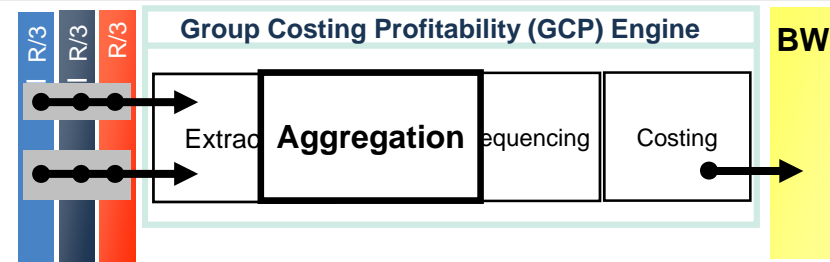 R/3
R/3
R/3
Group Costing Profitability (GCP) Engine
BW
Extrac
Aggregation
equencing
Costing